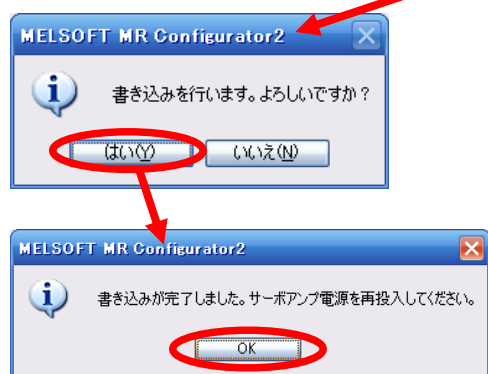 MELSOFT MR Configurator2
書き込みを行います。よろしいですか？
はい(Y) いいえ(N)
MELSOFT MR Configurator2
書き込みが完了しました。サーボアンプ電源を再投入してください。
OK